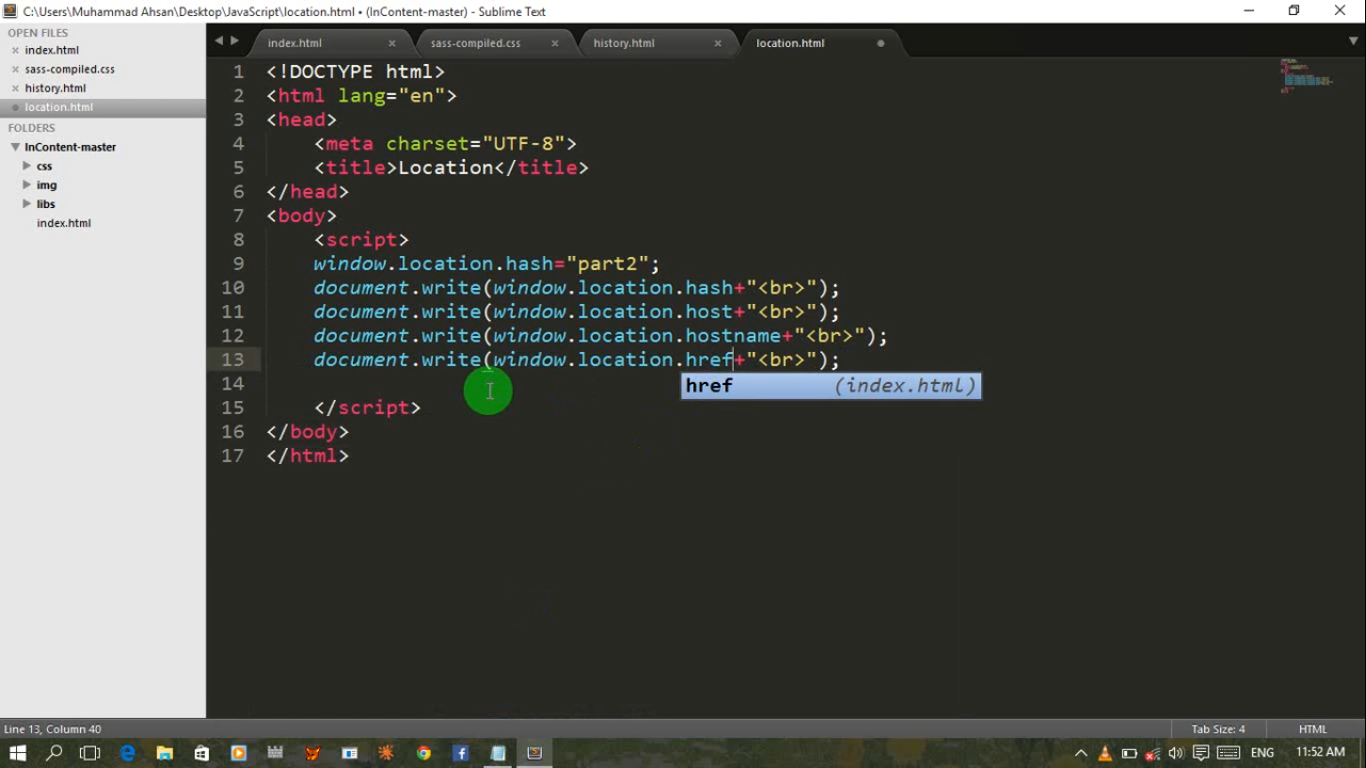 C:\Users\Muhammad Ahsan\Desktop\JavaScript\location.html • (InContent-master) - Sublime Text
OPEN FILES
index.html
sass-compiled.css
history.html
location.html
FOLDERS
InContent-master
css
img
libs
index.html
index.html
sass-compiled.css
history.html
location.html
1 <!DOCTYPE html>
2 <html lang="en">
3 <head>
4 <meta charset="UTF-8">
5 <title>Location</title>
6 </head>
7 <body>
8 <script>
9 window.location.hash="part2";
10 document.write(window.location.hash+"<br>");
11 document.write(window.location.host+"<br>");
12 document.write(window.location.hostname+"<br>");
13 document.write(window.location.href+"<br>");
href (index.html)
14
15 </script>
16 </body>
17 </html>
Line 13, Column 40
Tab Size: 4
HTML
ENG
11:52 AM